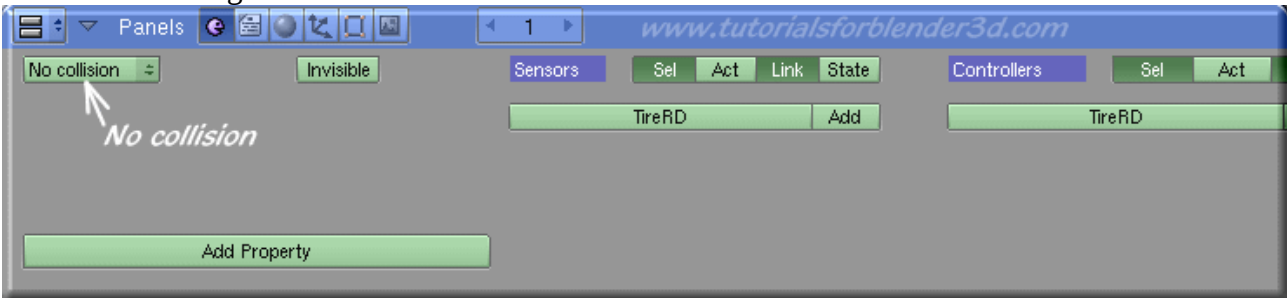 Panels 1 www.tutorialsforblender3d.com
No collision Invisible Sensors Sel Act Link State Controllers Sel Act
TireRD Add TireRD
No collision
Add Property